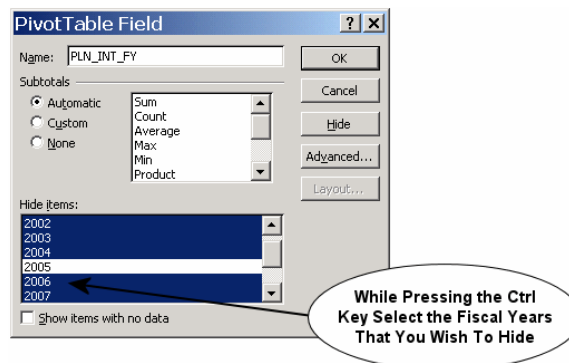 PivotTable Field
? X
Name: PLN_INT_FY
OK
Subtotals
Cancel
Automatic
Custom
None
Sum
Count
Average
Max
Min
Product
Hide
Advanced...
Layout...
Hide items:
2002
2003
2004
2005
2006
2007
Show items with no data
While Pressing the Ctrl
Key Select the Fiscal Years
That You Wish To Hide